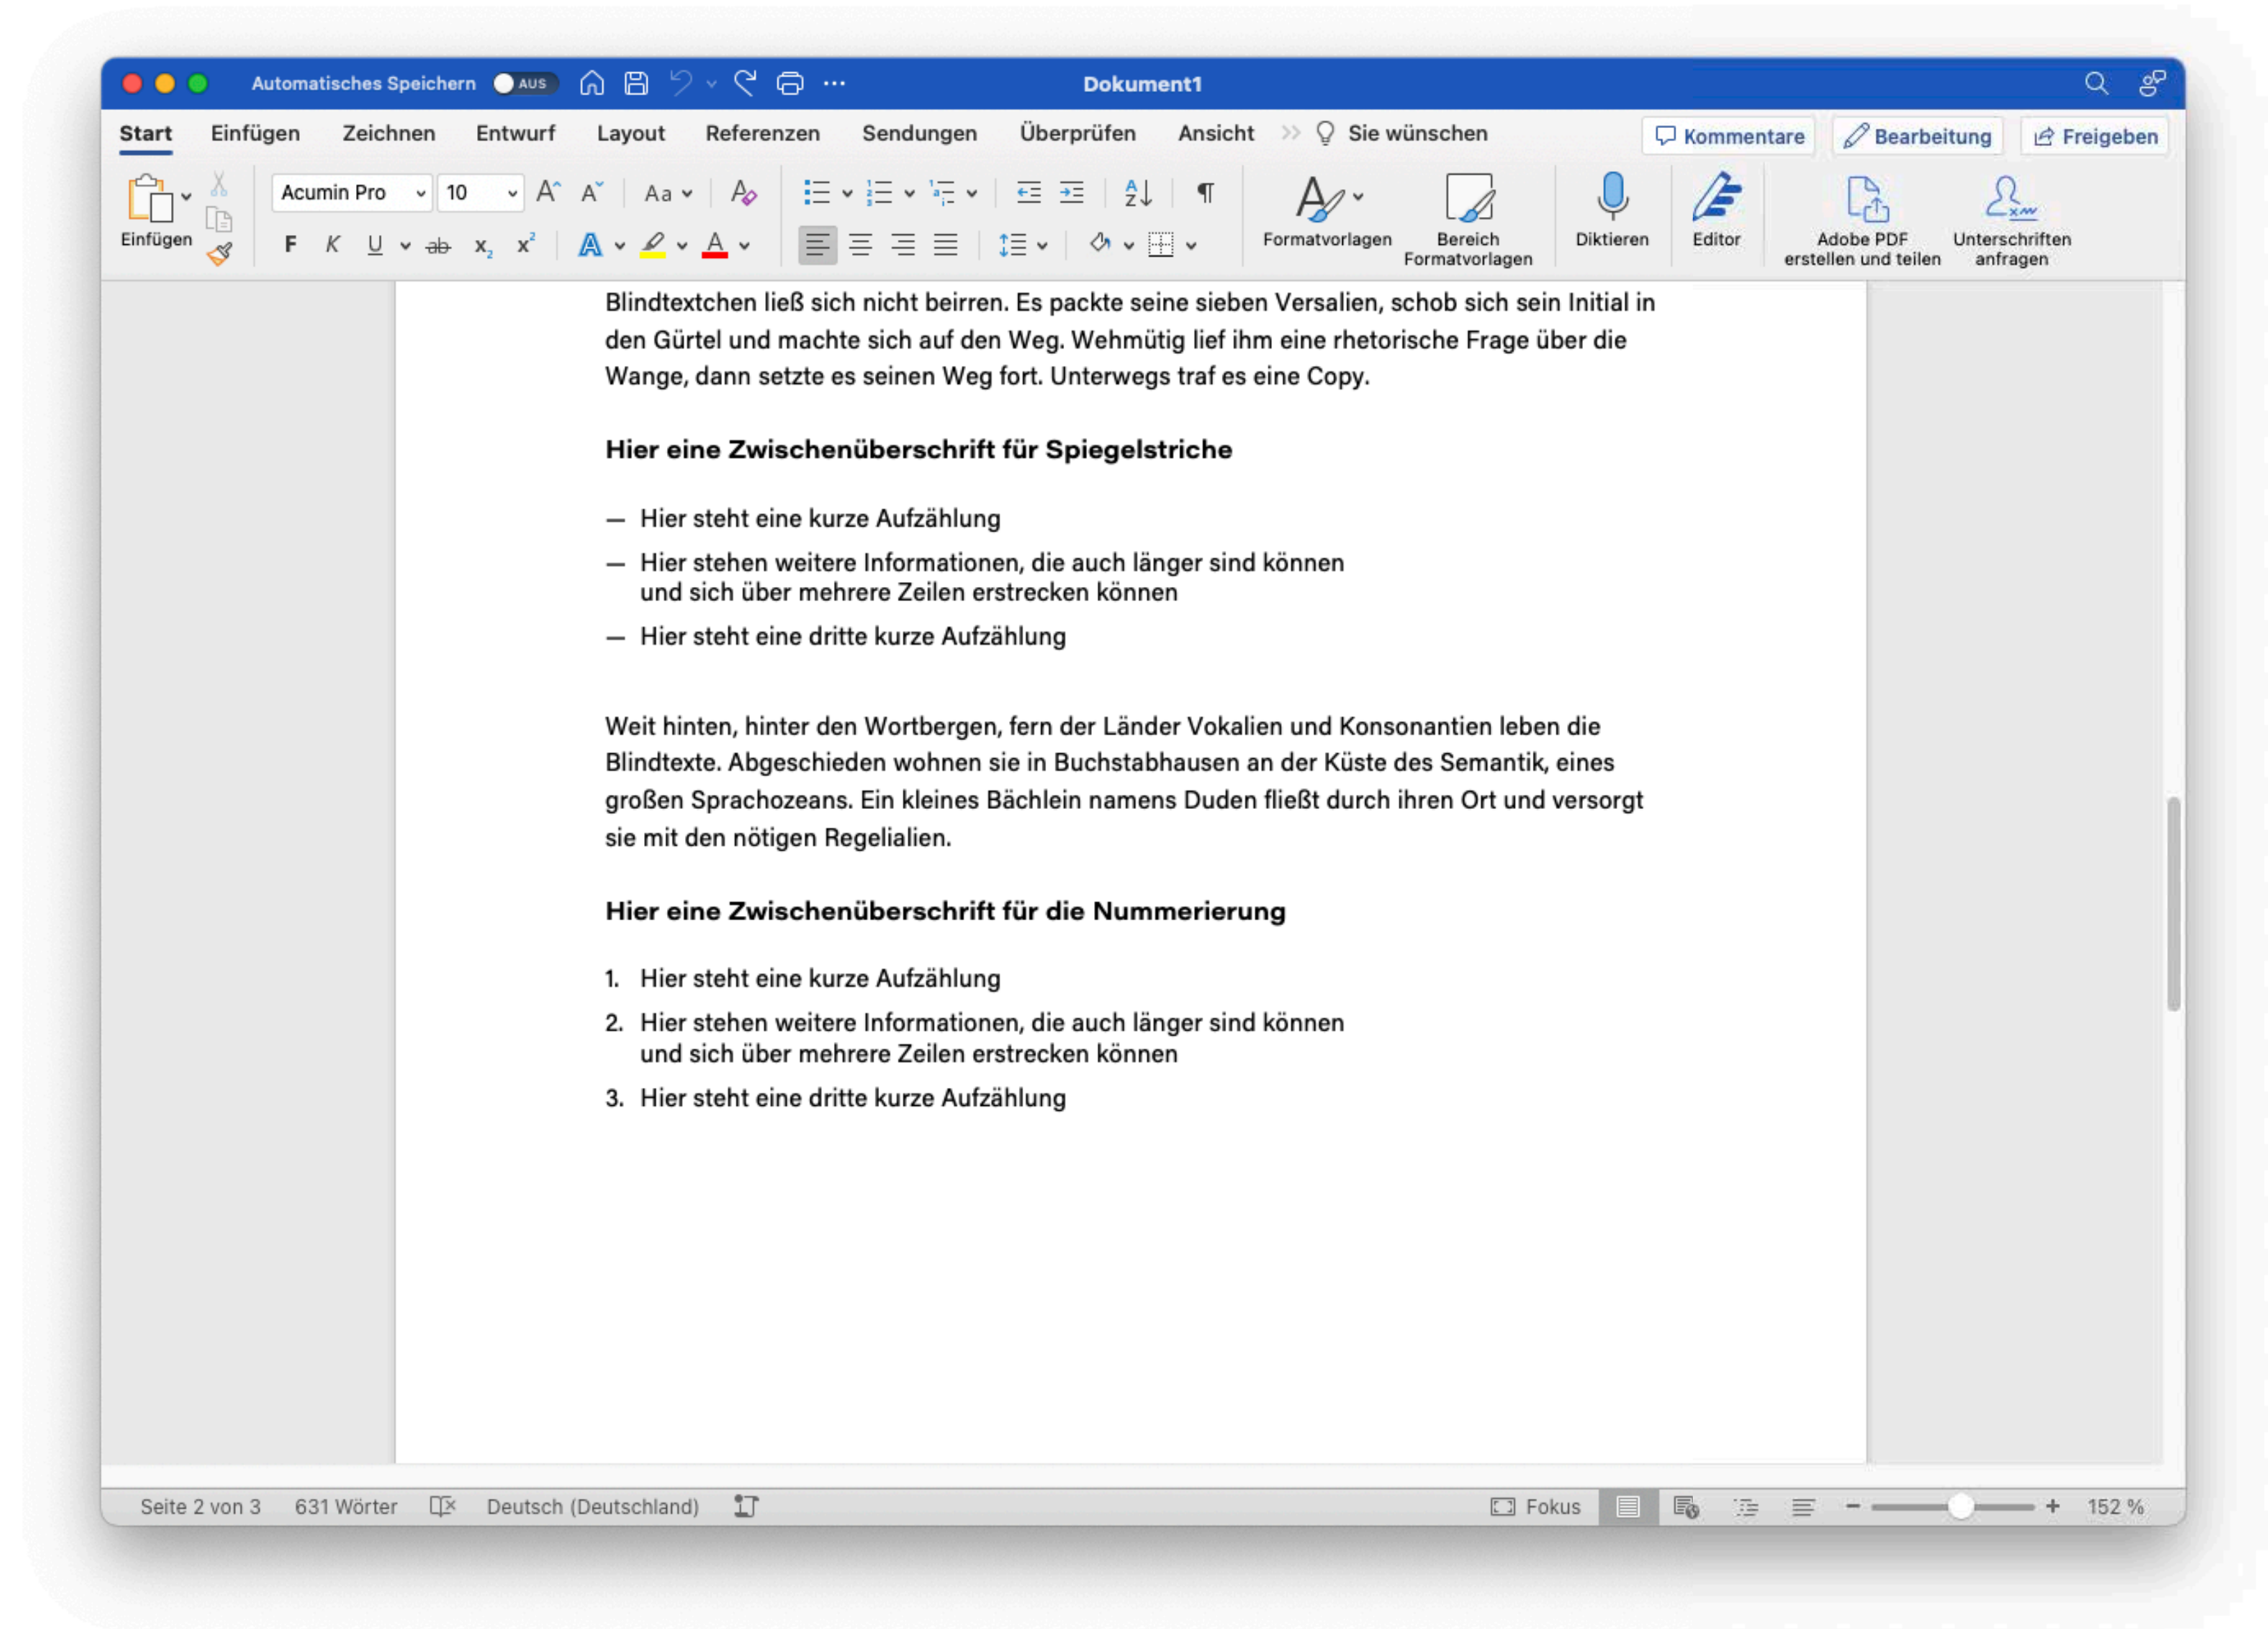 Automatisches Speichern AUS Dokument1
Start Einfügen Zeichnen Entwurf Layout Referenzen Sendungen Überprüfen Ansicht Sie wünschen Kommentare Bearbeitung Freigeben
Einfügen
Acumin Pro 10 Aa
F K U ab x₂ x² A A
Formatvorlagen
Bereich
Formatvorlagen
Diktieren
Editor
Adobe PDF
erstellen und teilen
Unterschriften
anfragen
Blindtextchen ließ sich nicht beirren. Es packte seine sieben Versalien, schob sich sein Initial in
den Gürtel und machte sich auf den Weg. Wehmütig lief ihm eine rhetorische Frage über die
Wange, dann setzte es seinen Weg fort. Unterwegs traf es eine Copy.
Hier eine Zwischenüberschrift für Spiegelstriche
— Hier steht eine kurze Aufzählung
— Hier stehen weitere Informationen, die auch länger sind können
und sich über mehrere Zeilen erstrecken können
— Hier steht eine dritte kurze Aufzählung
Weit hinten, hinter den Wortbergen, fern der Länder Vokalien und Konsonantien leben die
Blindtexte. Abgeschieden wohnen sie in Buchstabhausen an der Küste des Semantik, eines
großen Sprachozeans. Ein kleines Bächlein namens Duden fließt durch ihren Ort und versorgt
sie mit den nötigen Regelialien.
Hier eine Zwischenüberschrift für die Nummerierung
1. Hier steht eine kurze Aufzählung
2. Hier stehen weitere Informationen, die auch länger sind können
und sich über mehrere Zeilen erstrecken können
3. Hier steht eine dritte kurze Aufzählung
Seite 2 von 3 631 Wörter Deutsch (Deutschland) Fokus 152 %